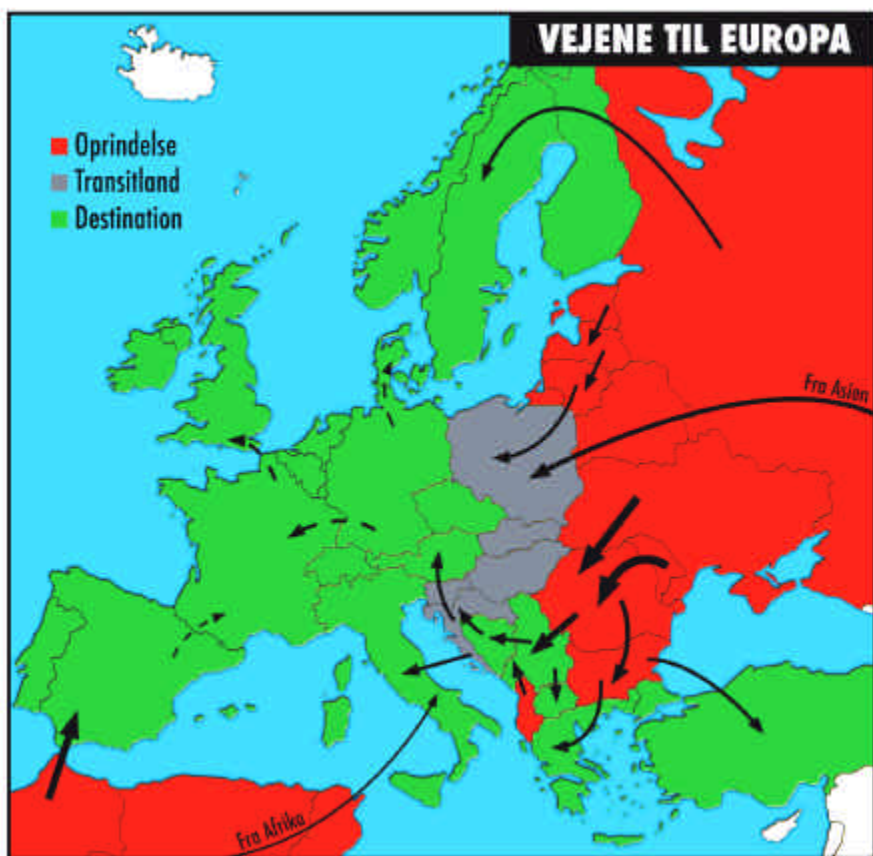 VEJENE TIL EUROPA
Oprindelse
Transitland
Destination
Fra Asien
Fra Afrika